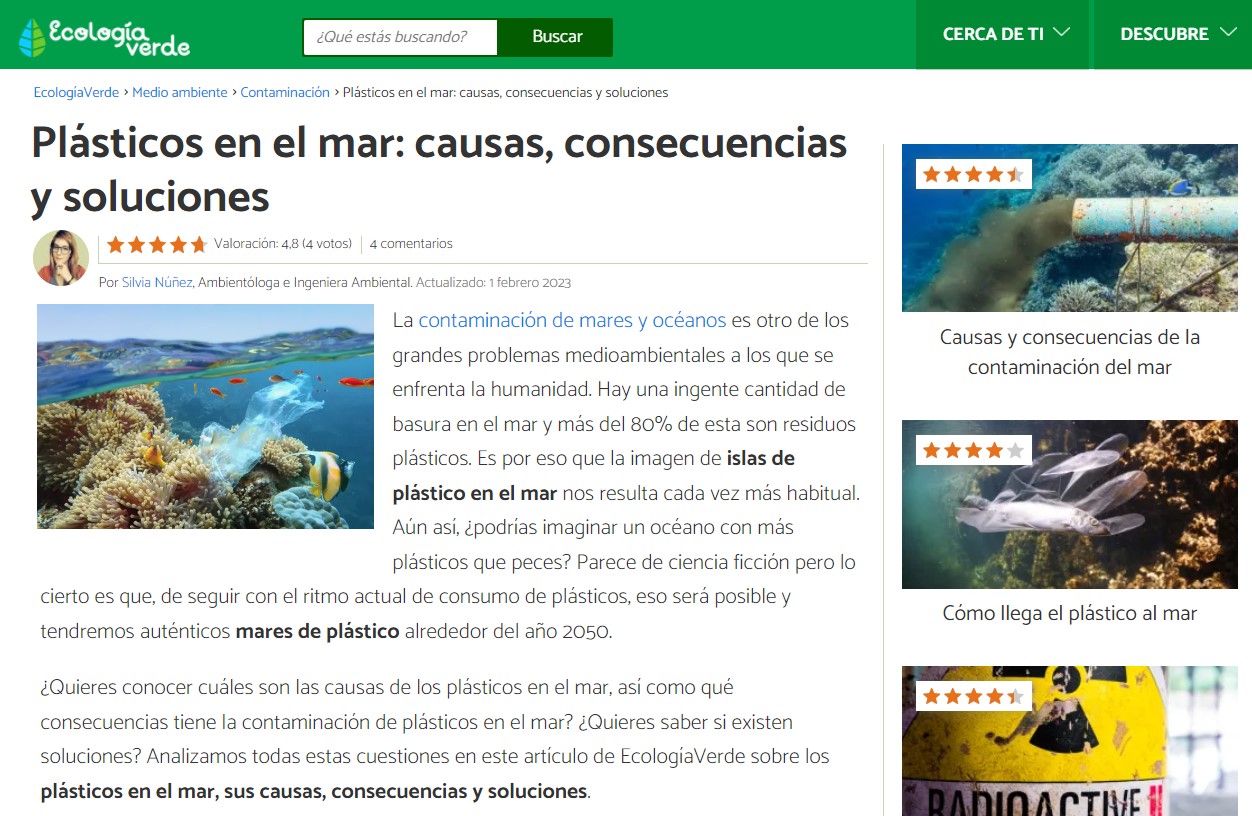 Ecología
verde
¿Qué estás buscando?
Buscar
CERCA DE TI
DESCUBRE
EcologíaVerde › Medio ambiente › Contaminación › Plásticos en el mar: causas, consecuencias y soluciones
Plásticos en el mar: causas, consecuencias
y soluciones
Valoración: 4,8 (4 votos)
4 comentarios
Por Silvia Núñez, Ambientóloga e Ingeniera Ambiental. Actualizado: 1 febrero 2023
La contaminación de mares y océanos es otro de los
grandes problemas medioambientales a los que se
enfrenta la humanidad. Hay una ingente cantidad de
basura en el mar y más del 80% de esta son residuos
plásticos. Es por eso que la imagen de islas de
plástico en el mar nos resulta cada vez más habitual.
Aún así, ¿podrías imaginar un océano con más
plásticos que peces? Parece de ciencia ficción pero lo
cierto es que, de seguir con el ritmo actual de consumo de plásticos, eso será posible y
tendremos auténticos mares de plástico alrededor del año 2050.
¿Quieres conocer cuáles son las causas de los plásticos en el mar, así como qué
consecuencias tiene la contaminación de plásticos en el mar? ¿Quieres saber si existen
soluciones? Analizamos todas estas cuestiones en este artículo de EcologíaVerde sobre los
plásticos en el mar, sus causas, consecuencias y soluciones.
Causas y consecuencias de la
contaminación del mar
Cómo llega el plástico al mar
RADIOACTIVE II